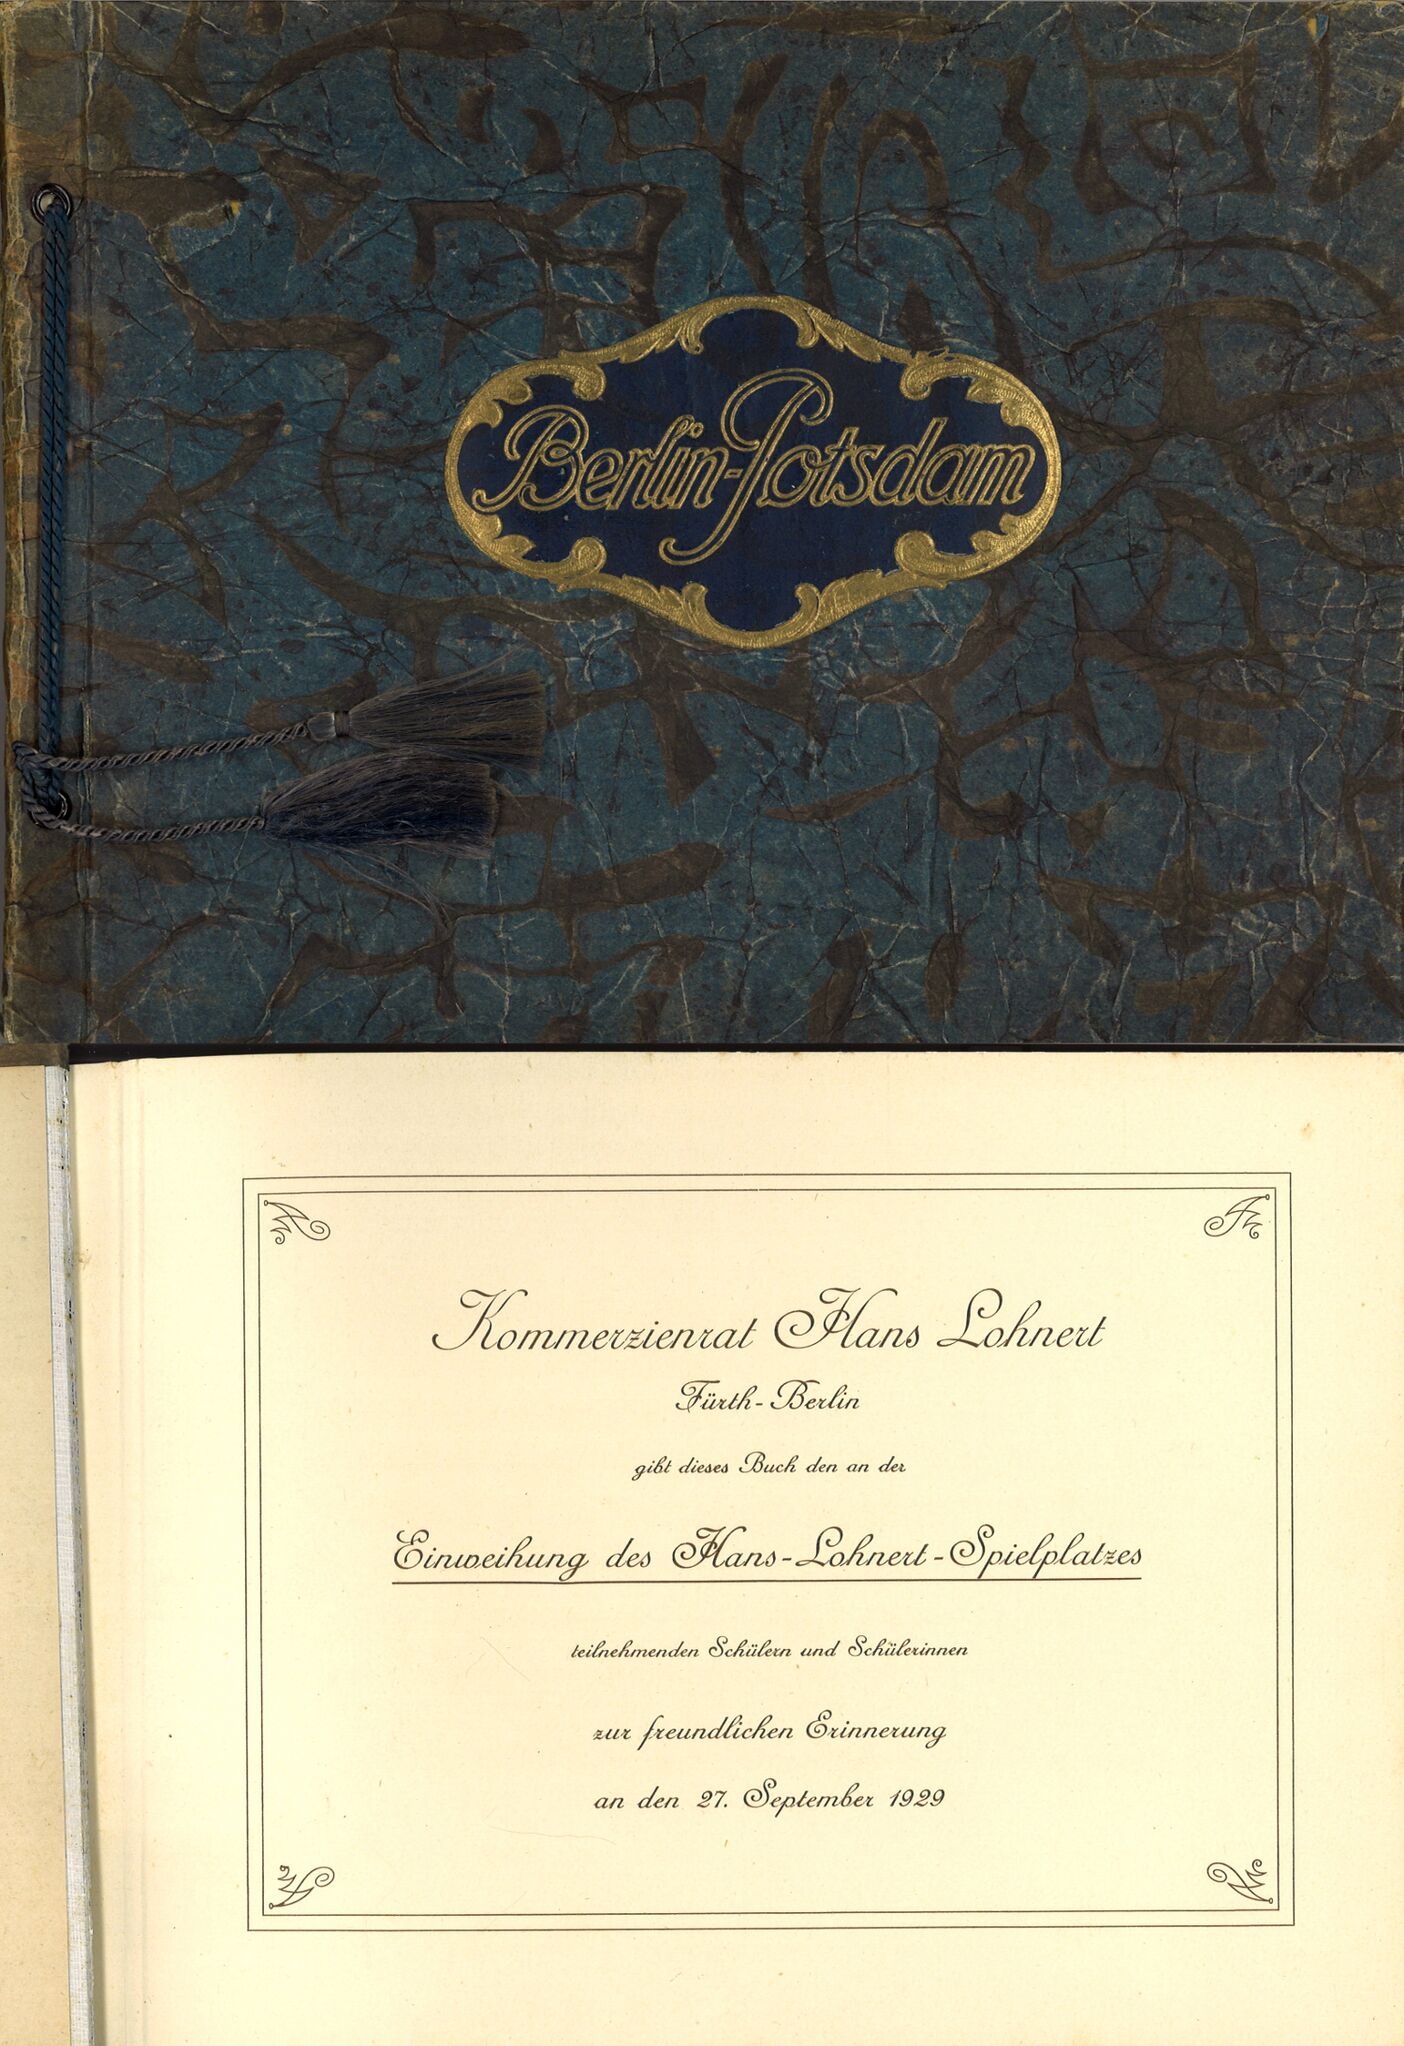 Berlin-Potsdam
Kommerzienrat Hans Lohnert
Fürth-Berlin
gibt dieses Buch den an der
Einweihung des Hans-Lohnert-Spielplatzes
teilnehmenden Schülern und Schülerinnen
zur freundlichen Erinnerung
an den 27. September 1929